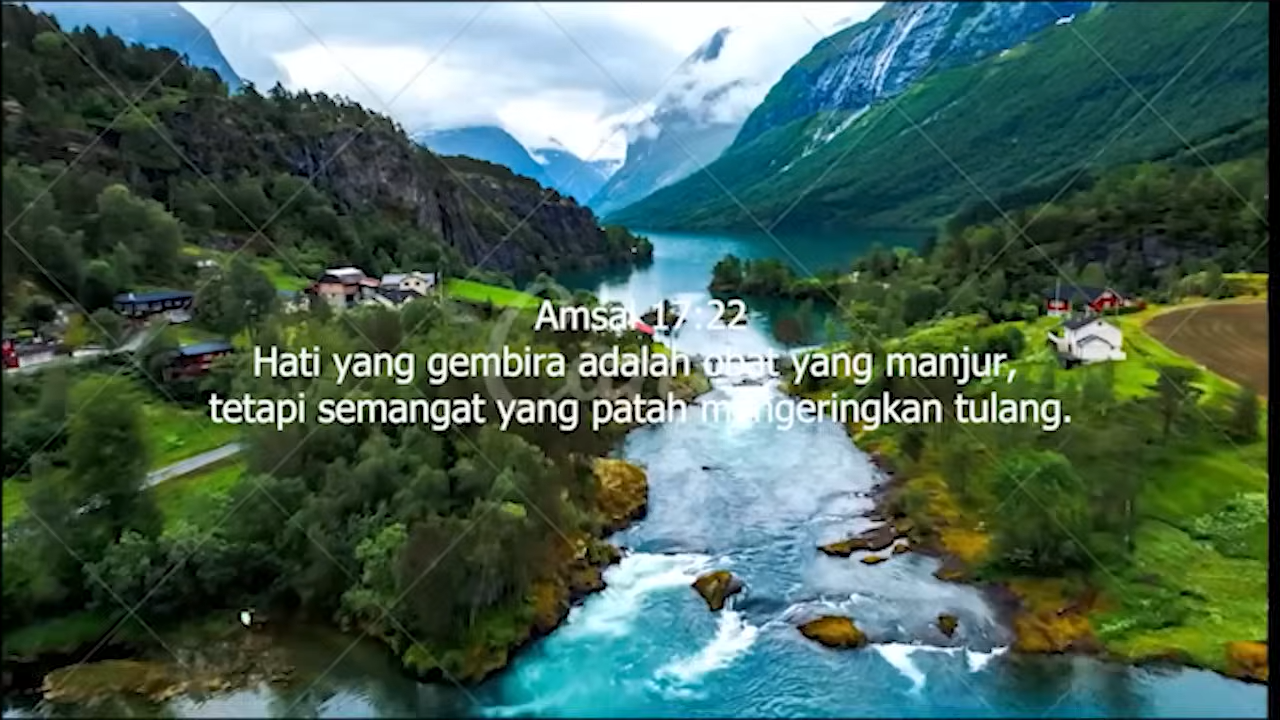 Amsal 17:22
Hati yang gembira adalah obat yang manjur,
tetapi semangat yang patah mengeringkan tulang.